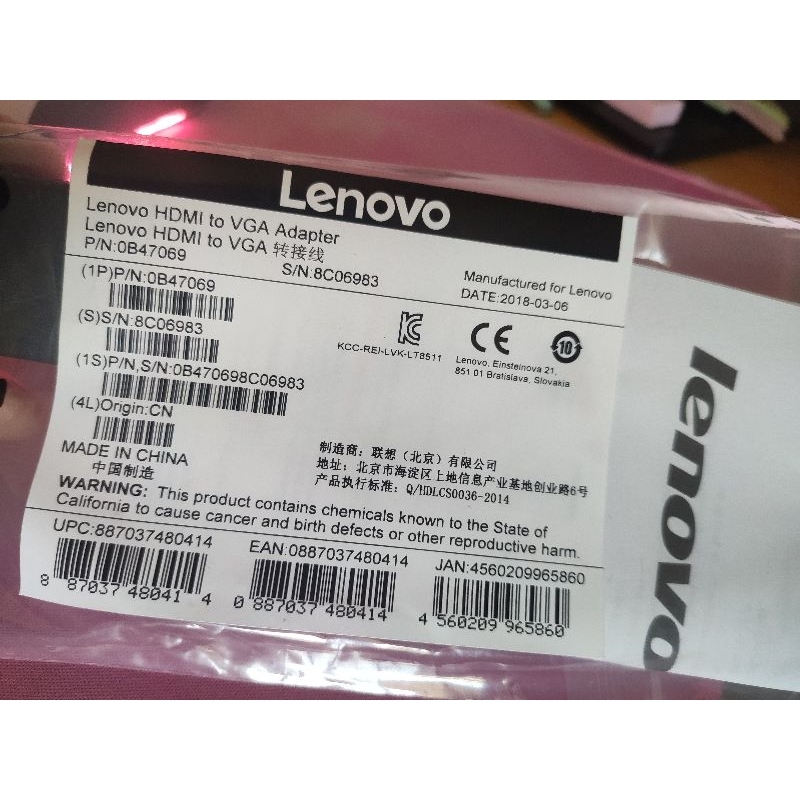 Lenovo
Lenovo HDMI to VGA Adapter
Lenovo HDMI to VGA 转接线
P/N:0B47069
S/N:8C06983
Manufactured for Lenovo
DATE:2018-03-06
(1P)P/N:0B47069
(S)S/N:8C06983
(1S)P/N,S/N:0B470698C06983
(4L)Origin:CN
KCC-REI-LVK-LT8511
CE
Lenovo, Einsteinova 21,
851 01 Bratislava, Slovakia
10
MADE IN CHINA
中国制造
制造商：联想（北京）有限公司
地址：北京市海淀区上地信息产业基地创业路6号
产品执行标准：Q/HDLCS0036-2014
WARNING: This product contains chemicals known to the State of
California to cause cancer and birth defects or other reproductive harm.
UPC:887037480414
8 87037 48041 4
EAN:0887037480414
0 887037 480414
JAN:4560209965860
4 560209 965860
lenovo